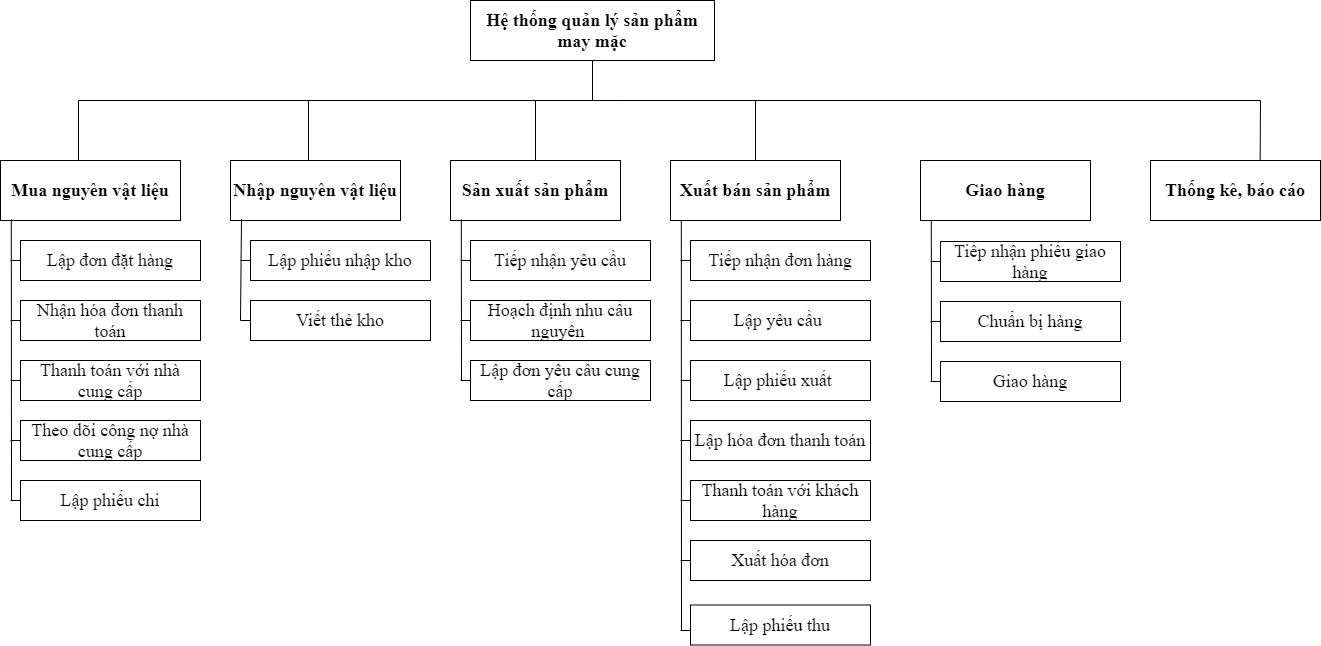 Hệ thống quản lý sản phẩm
may mặc
Mua nguyên vật liệu
Nhập nguyên vật liệu
Sản xuất sản phẩm
Xuất bán sản phẩm
Giao hàng
Thống kê, báo cáo
Lập đơn đặt hàng
Nhận hóa đơn thanh
toán
Thanh toán với nhà
cung cấp
Theo dõi công nợ nhà
cung cấp
Lập phiếu chi
Lập phiếu nhập kho
Viết thẻ kho
Tiếp nhận yêu cầu
Hoạch định nhu cầu
nguyên
Lập đơn yêu cầu cung
cấp
Tiếp nhận đơn hàng
Lập yêu cầu
Lập phiếu xuất
Lập hóa đơn thanh toán
Thanh toán với khách
hàng
Xuất hóa đơn
Lập phiếu thu
Tiếp nhận phiếu giao
hàng
Chuẩn bị hàng
Giao hàng